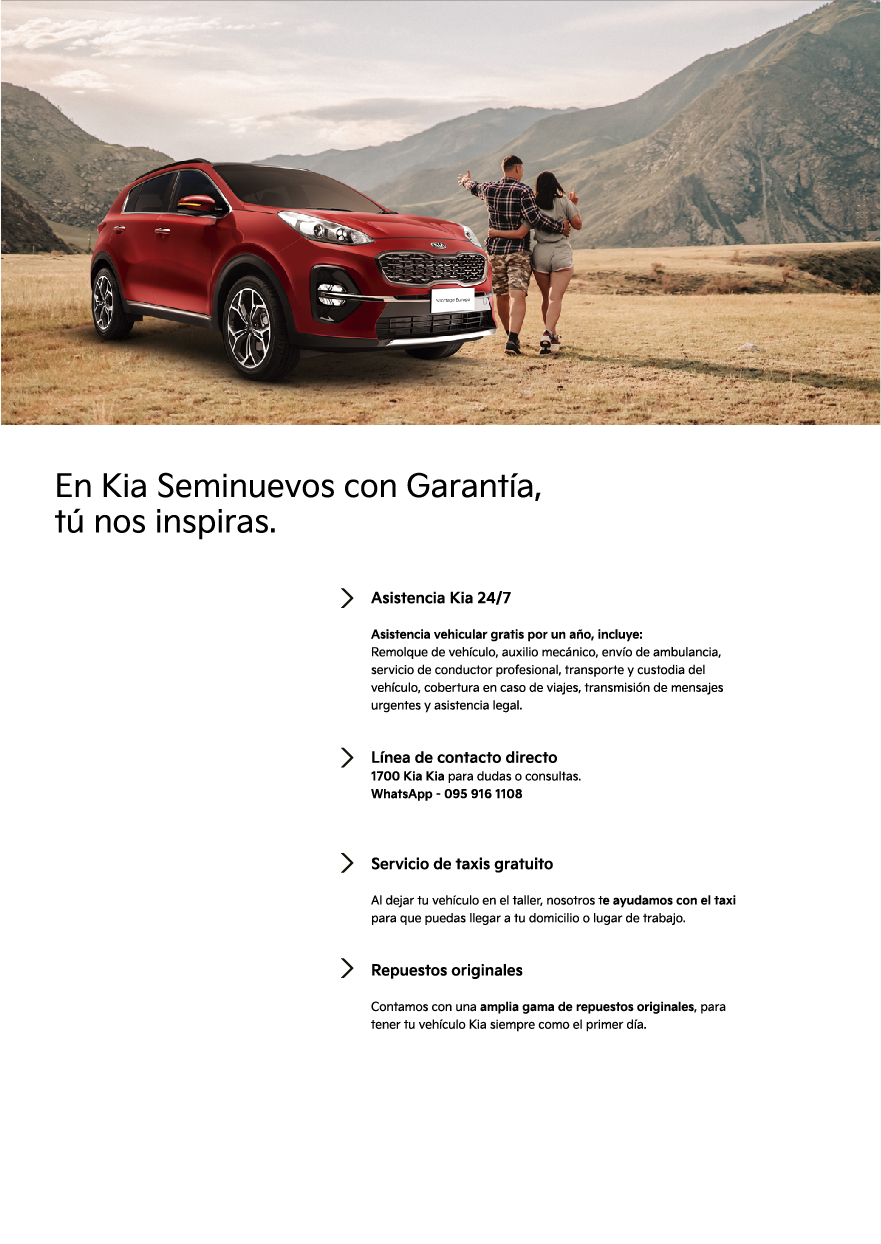 KIA
Sportage Europa
En Kia Seminuevos con Garantía,
tú nos inspiras.
Asistencia Kia 24/7
Asistencia vehicular gratis por un año, incluye:
Remolque de vehículo, auxilio mecánico, envío de ambulancia,
servicio de conductor profesional, transporte y custodia del
vehículo, cobertura en caso de viajes, transmisión de mensajes
urgentes y asistencia legal.
Línea de contacto directo
1700 Kia Kia para dudas o consultas.
WhatsApp - 095 916 1108
Servicio de taxis gratuito
Al dejar tu vehículo en el taller, nosotros te ayudamos con el taxi
para que puedas llegar a tu domicilio o lugar de trabajo.
Repuestos originales
Contamos con una amplia gama de repuestos originales, para
tener tu vehículo Kia siempre como el primer día.